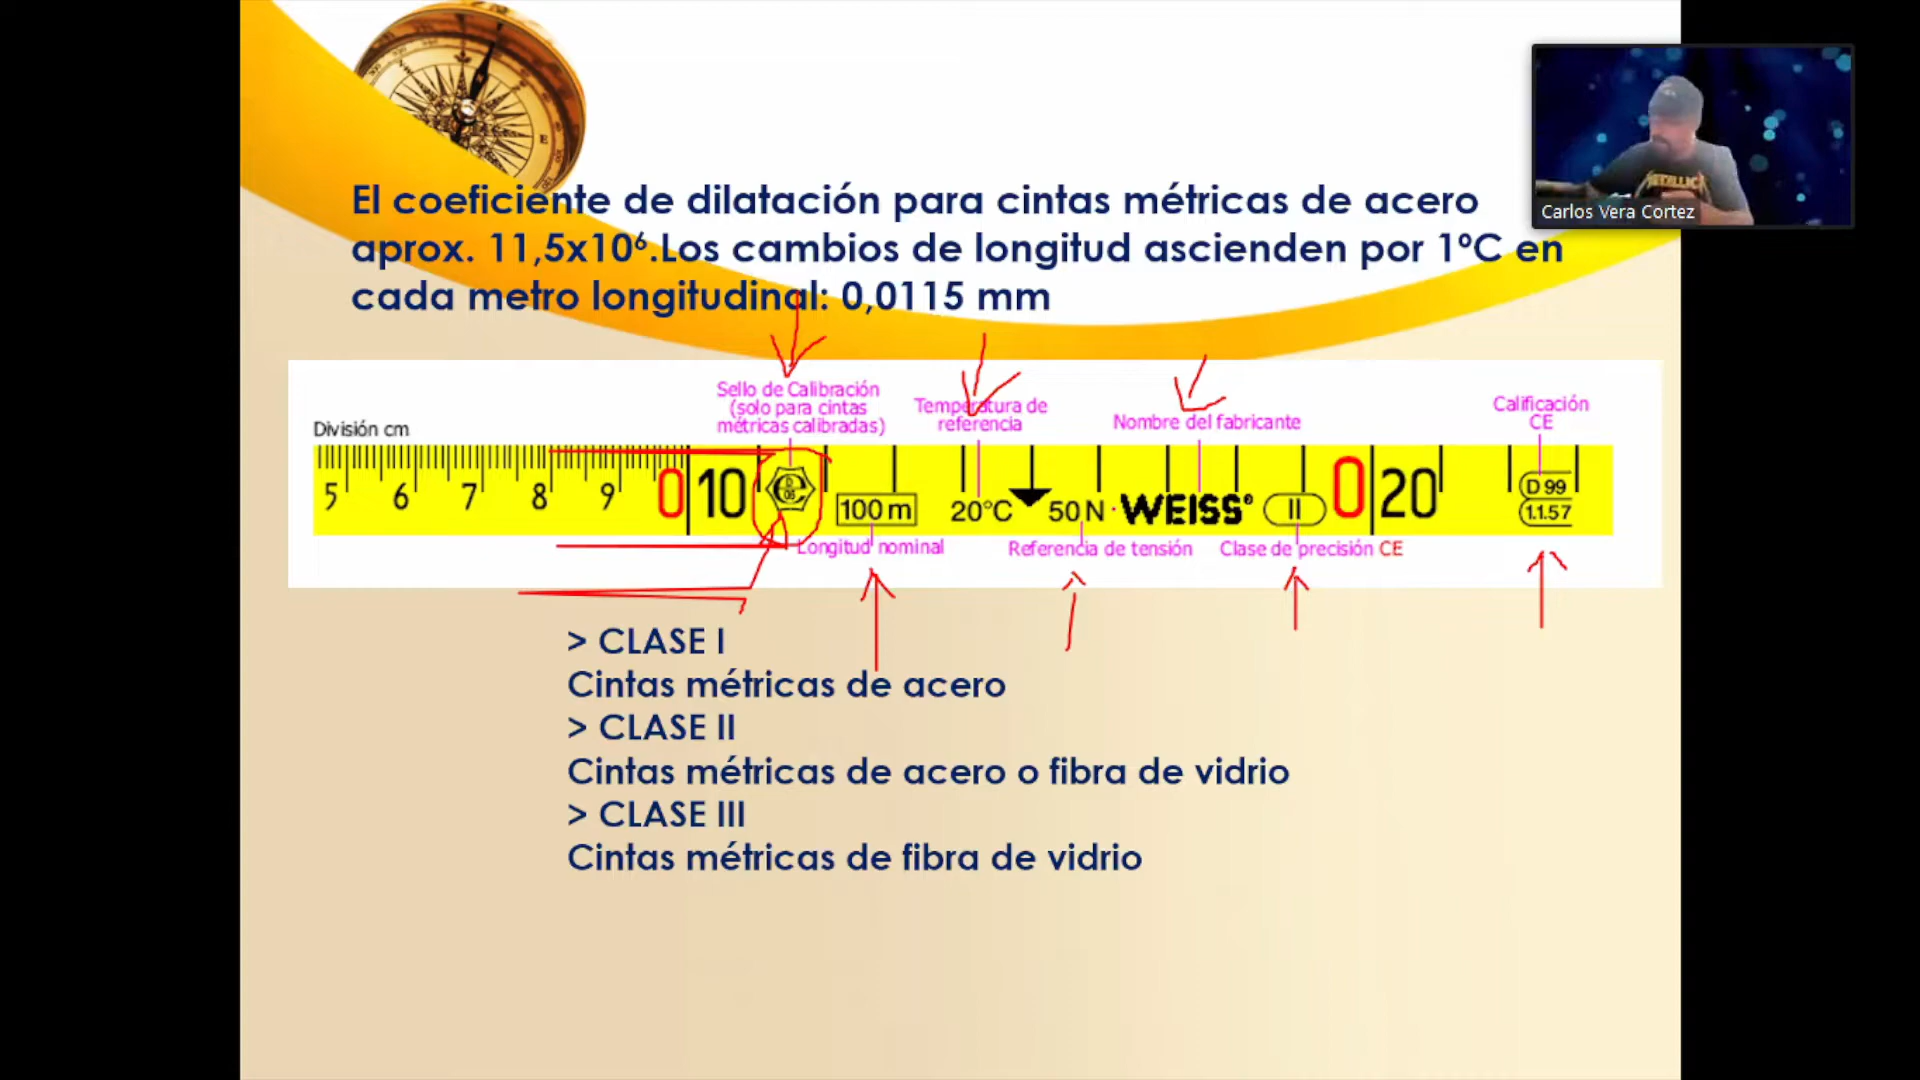 El coeficiente de dilatación para cintas métricas de acero
aprox. 11,5x10⁶.Los cambios de longitud ascienden por 1ºC en
cada metro longitudinal: 0,0115 mm
Carlos Vera Cortez
METALLICA
División cm
Sello de Calibración
(solo para cintas
métricas calibradas)
Temperatura de
referencia
Nombre del fabricante
Calificación
CE
5 6 7 8 9 0 10 100 m 20°C 50 N · WEISS® II 0 20 D 99
1.1.57
Longitud nominal
Referencia de tensión
Clase de precisión CE
> CLASE I
Cintas métricas de acero
> CLASE II
Cintas métricas de acero o fibra de vidrio
> CLASE III
Cintas métricas de fibra de vidrio